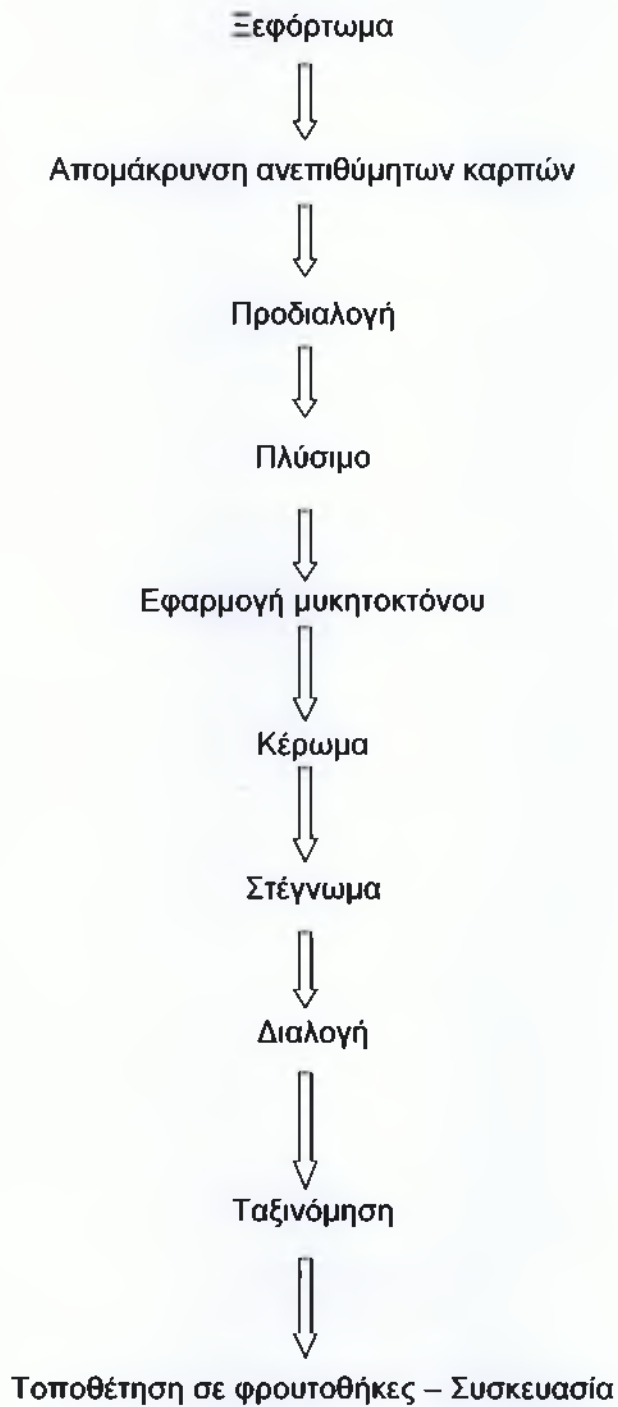 Ξεφόρτωμα
Απομάκρυνση ανεπιθύμητων καρπών
Προδιαλογή
Πλύσιμο
Εφαρμογή μυκητοκτόνου
Κέρωμα
Στέγνωμα
Διαλογή
Ταξινόμηση
Τοποθέτηση σε φρουτοθήκες – Συσκευασία